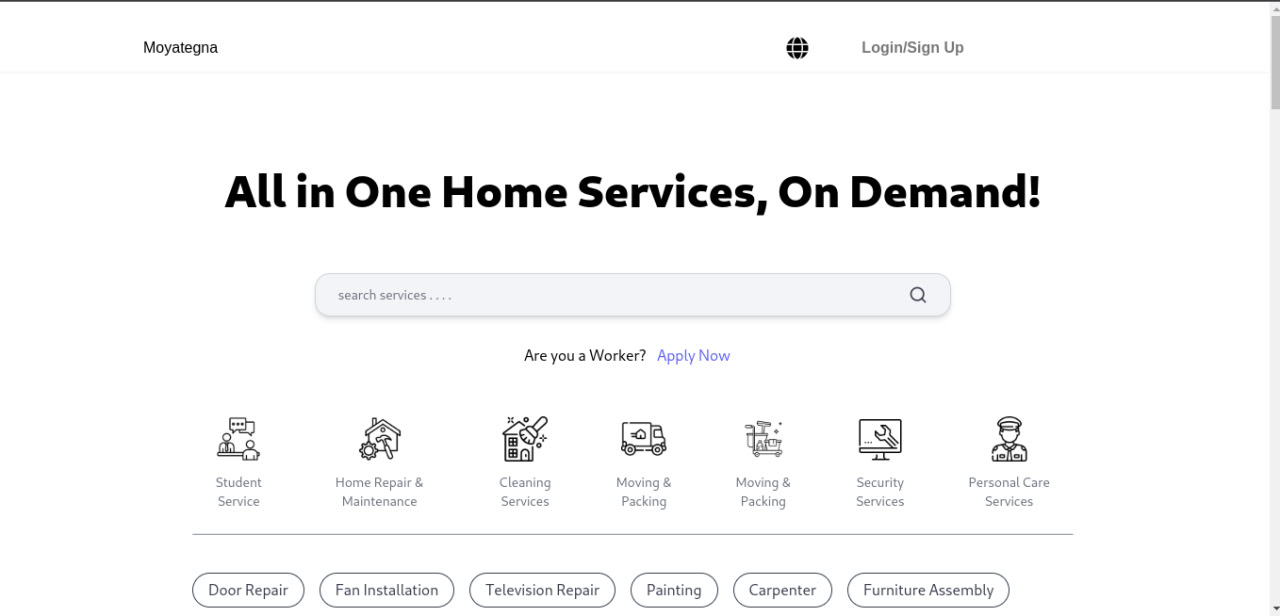 Moyategna
Login/Sign Up
All in One Home Services, On Demand!
search services . . . .
Are you a Worker? Apply Now
Student
Service
Home Repair &
Maintenance
Cleaning
Services
Moving &
Packing
Moving &
Packing
Security
Services
Personal Care
Services
Door Repair
Fan Installation
Television Repair
Painting
Carpenter
Furniture Assembly